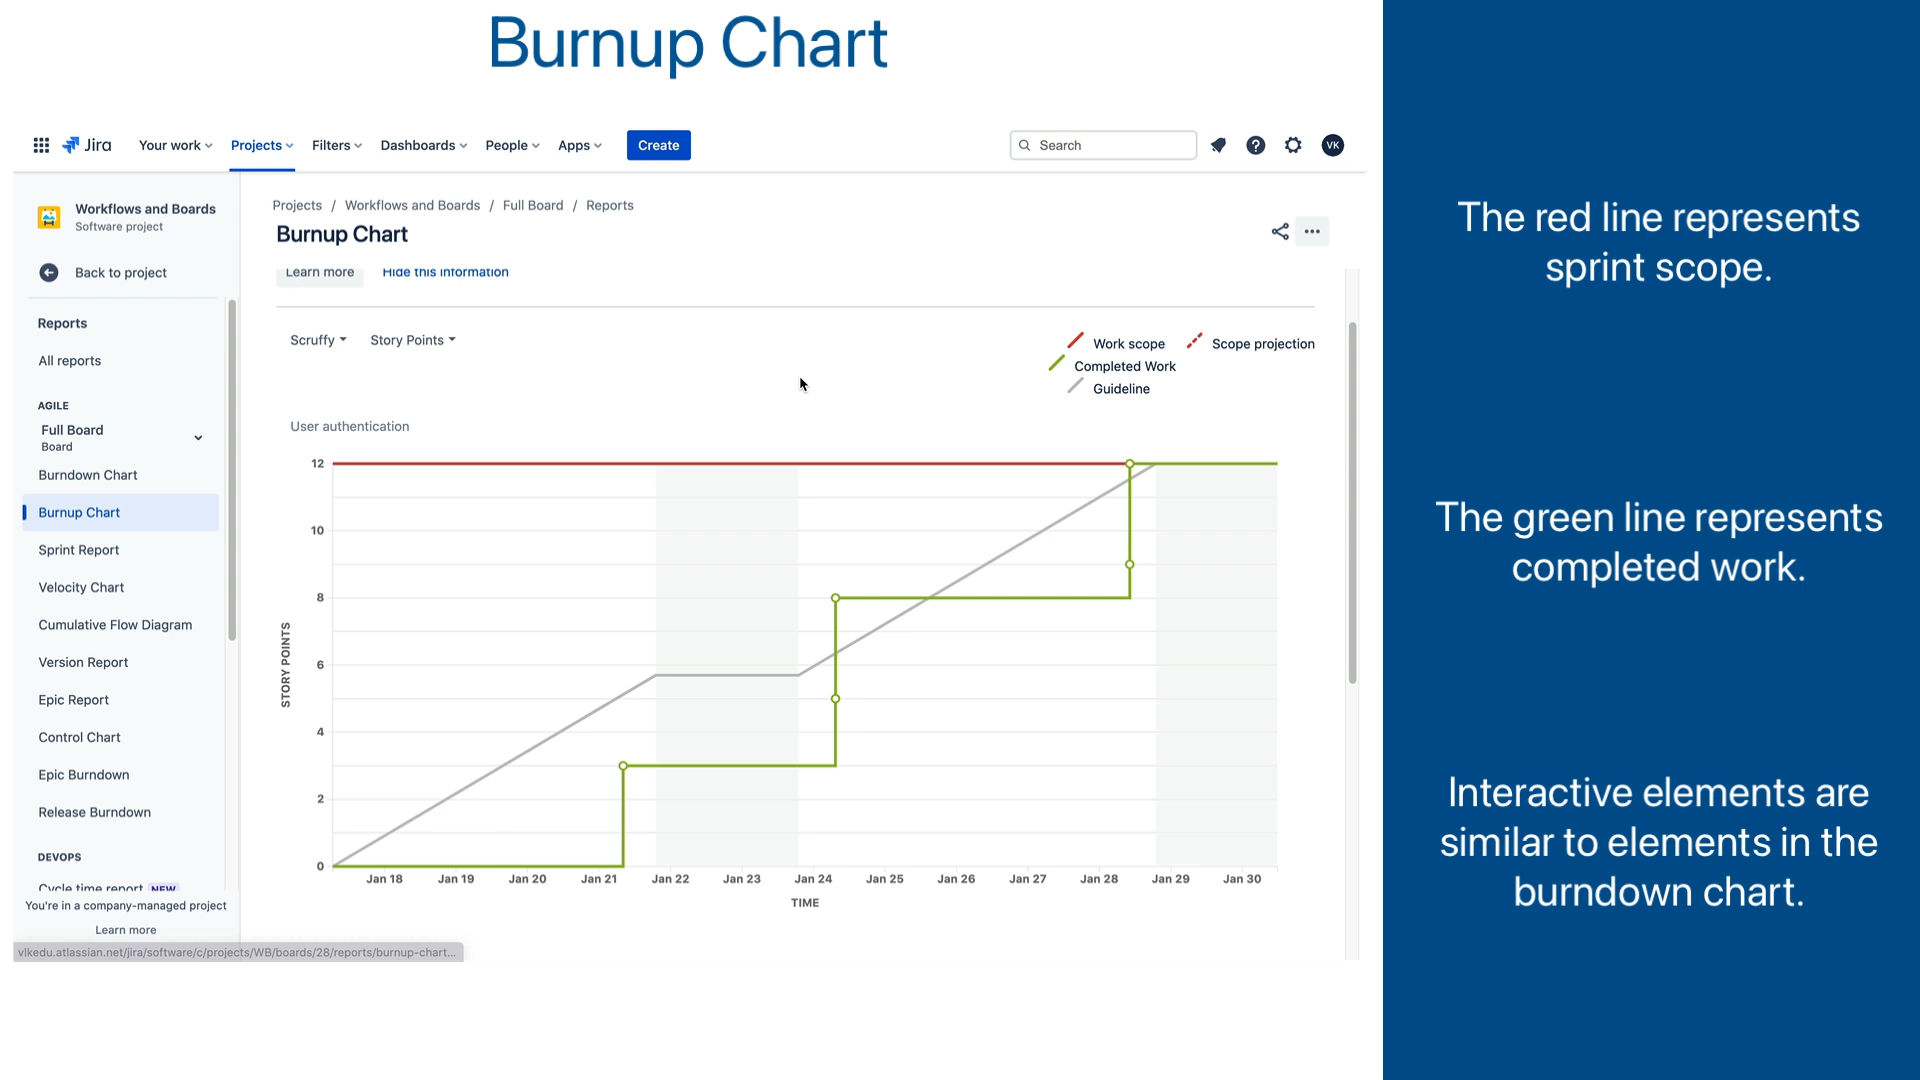 Burnup Chart
Jira
Your work
Projects
Filters
Dashboards
People
Apps
Create
Search
VK
Workflows and Boards
Software project
Back to project
Reports
All reports
AGILE
Full Board
Board
Burndown Chart
Burnup Chart
Sprint Report
Velocity Chart
Cumulative Flow Diagram
Version Report
Epic Report
Control Chart
Epic Burndown
Release Burndown
DEVOPS
Cycle time report NEW
You're in a company-managed project
Learn more
vlkedu.atlassian.net/jira/software/c/projects/WB/boards/28/reports/burnup-chart...
Projects / Workflows and Boards / Full Board / Reports
Burnup Chart
Learn more
Hide this information
Scruffy
Story Points
Work scope
Scope projection
Completed Work
Guideline
User authentication
12
10
8
6
4
2
0
STORY POINTS
Jan 18
Jan 19
Jan 20
Jan 21
Jan 22
Jan 23
Jan 24
Jan 25
Jan 26
Jan 27
Jan 28
Jan 29
Jan 30
TIME
The red line represents
sprint scope.
The green line represents
completed work.
Interactive elements are
similar to elements in the
burndown chart.